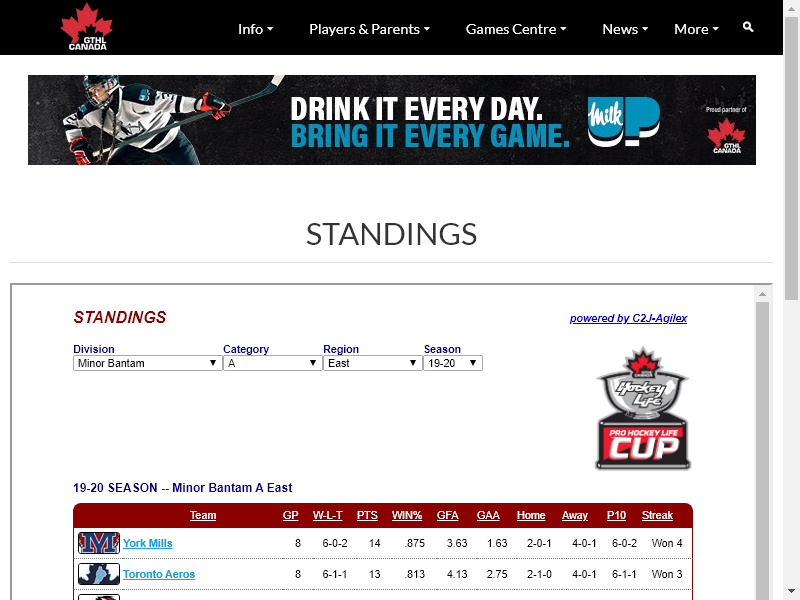 GTHL
CANADA
Info
Players & Parents
Games Centre
News
More
DRINK IT EVERY DAY.
BRING IT EVERY GAME.
milk UP
Proud partner of
GTHL
CANADA
STANDINGS
STANDINGS
powered by C2J-Agilex
Division Category Region Season
Minor Bantam A East 19-20
Hockey
Life
PRO HOCKEY LIFE
CUP
19-20 SEASON -- Minor Bantam A East
Team GP W-L-T PTS WIN% GFA GAA Home Away P10 Streak
York Mills 8 6-0-2 14 .875 3.63 1.63 2-0-1 4-0-1 6-0-2 Won 4
Toronto Aeros 8 6-1-1 13 .813 4.13 2.75 2-1-0 4-0-1 6-1-1 Won 3